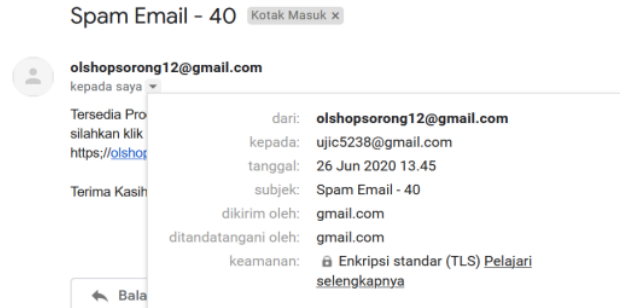 Spam Email - 40 Kotak Masuk x
olshopsorong12@gmail.com
kepada saya
Tersedia Pro
silahkan klik
https;//olshop
Terima Kasih
dari: olshopsorong12@gmail.com
kepada: ujic5238@gmail.com
tanggal: 26 Jun 2020 13.45
subjek: Spam Email - 40
dikirim oleh: gmail.com
ditandatangani oleh: gmail.com
keamanan: Enkripsi standar (TLS) Pelajari
selengkapnya
Bala